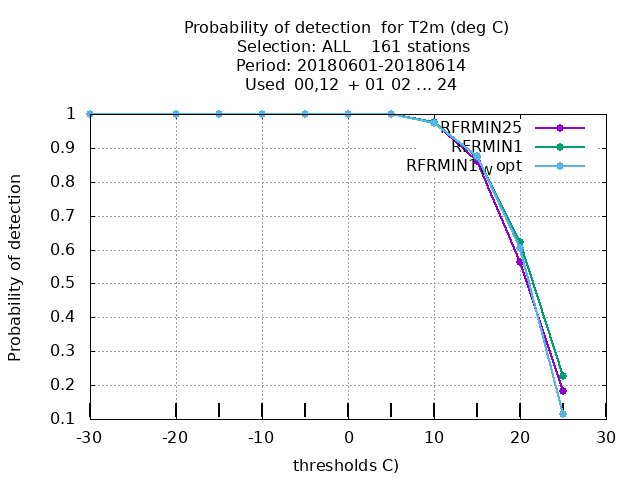 Probability of detection for T2m (deg C)
Selection: ALL 161 stations
Period: 20180601-20180614
Used 00,12 + 01 02 ... 24
RFRMIN25
RFRMIN1
RFRMIN1wopt
1
0.9
0.8
0.7
0.6
0.5
0.4
0.3
0.2
0.1
Probability of detection
-30 -20 -10 0 10 20 30
thresholds C)